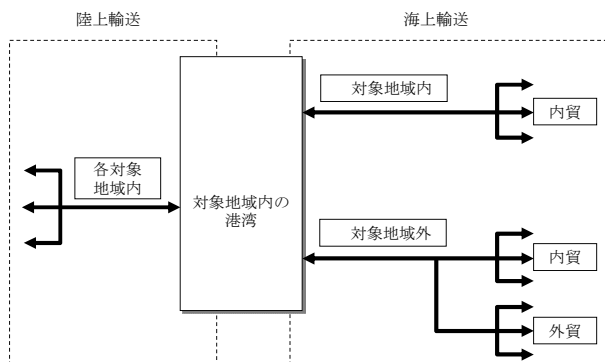 陸上輸送
海上輸送
対象地域内
内貿
各対象
地域内
対象地域内の
港湾
対象地域外
内貿
外貿